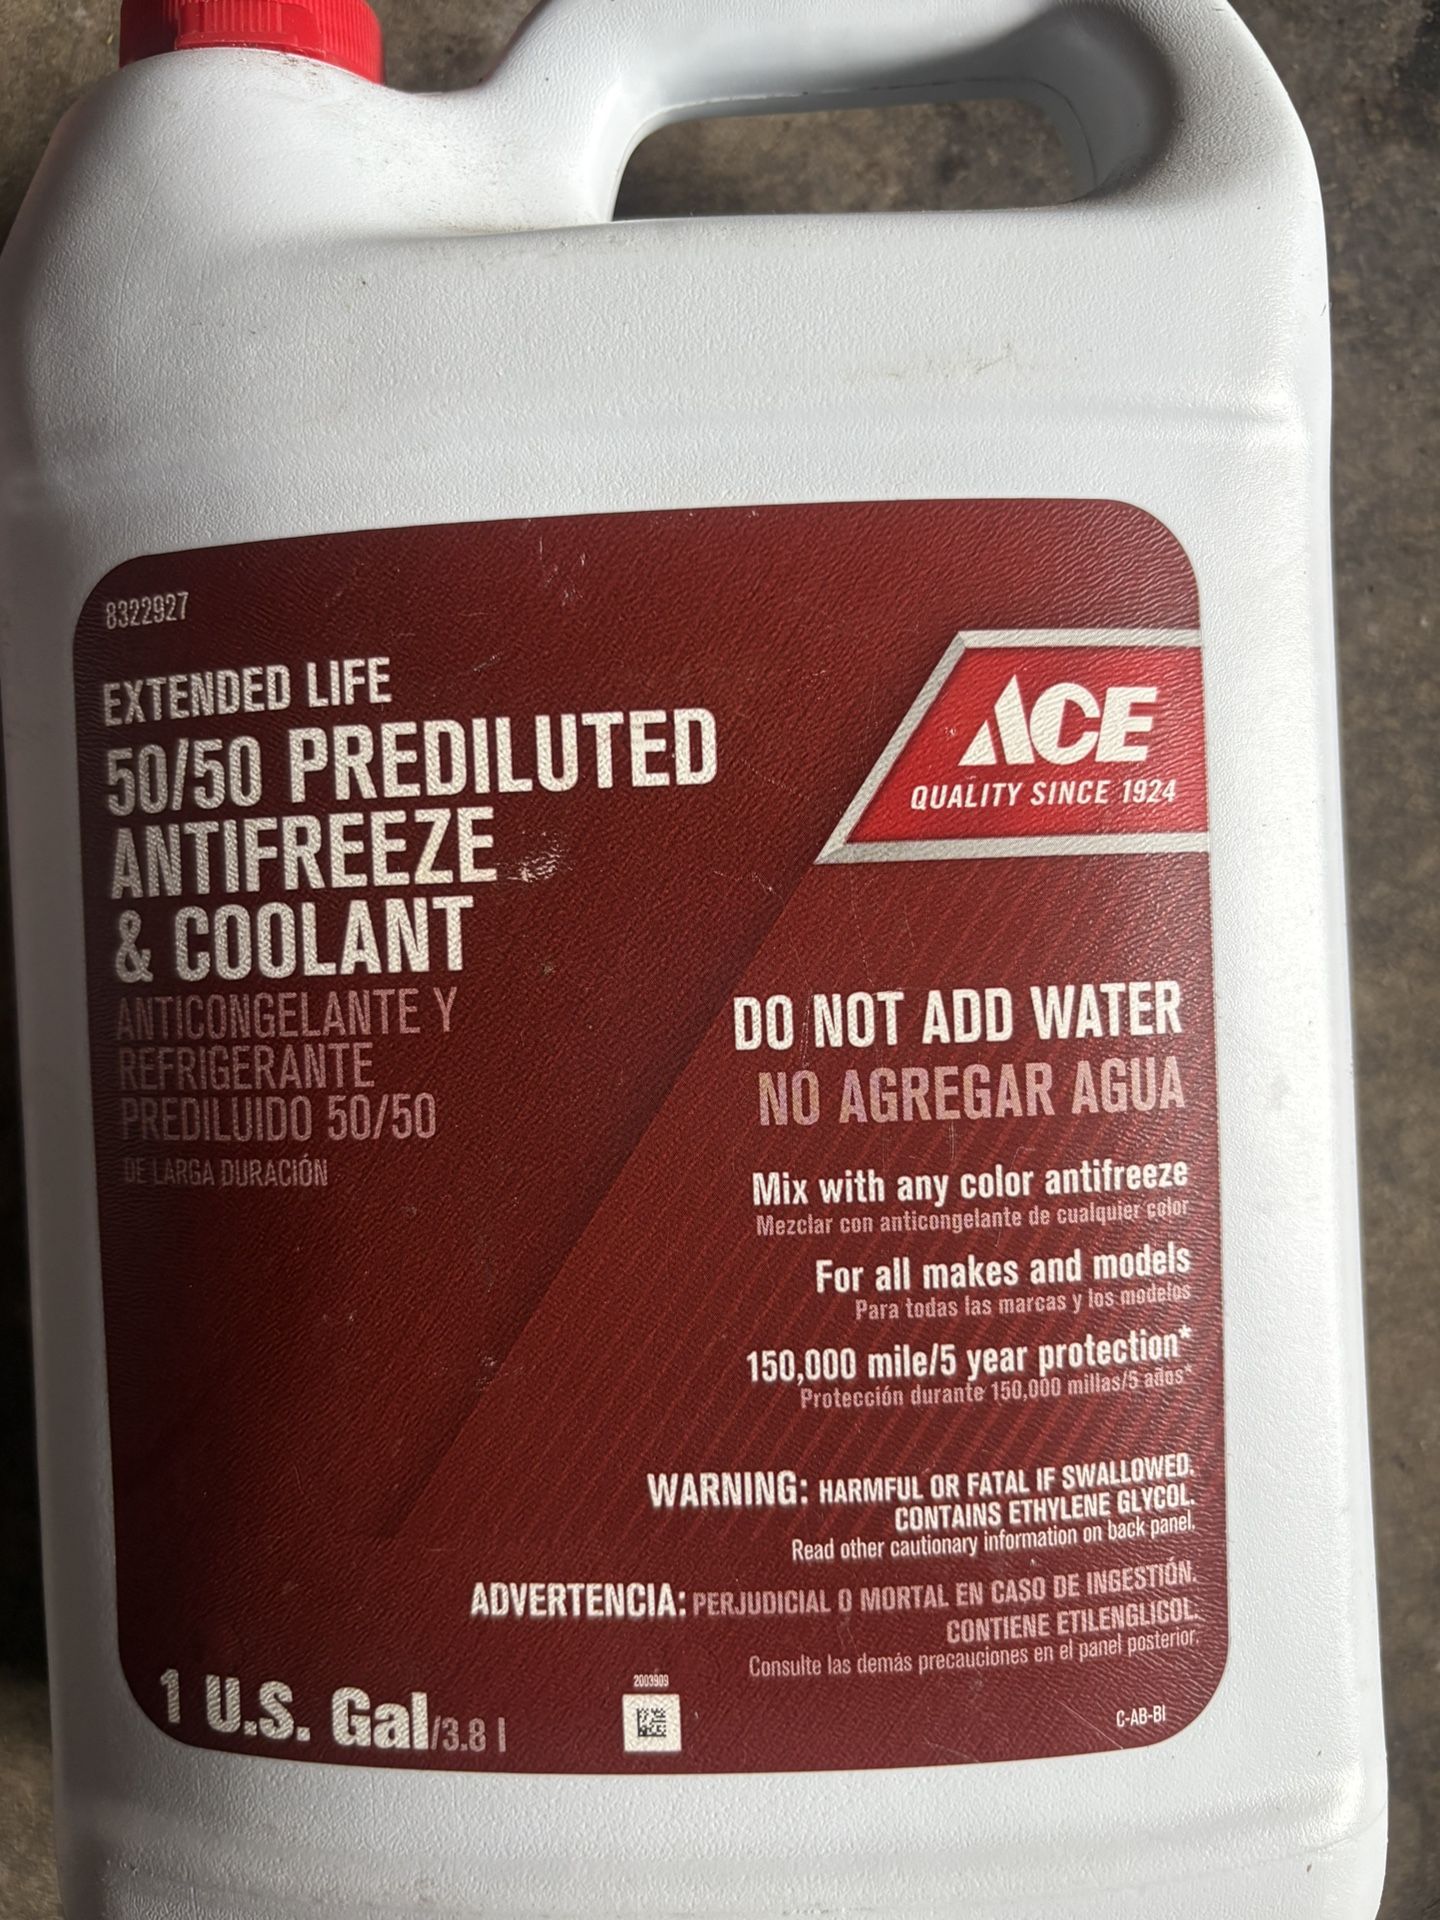 8322927
EXTENDED LIFE
50/50 PREDILUTED
ANTIFREEZE
& COOLANT
ANTICONGELANTE Y
REFRIGERANTE
PREDILUIDO 50/50
DE LARGA DURACIÓN
ACE
QUALITY SINCE 1924
DO NOT ADD WATER
NO AGREGAR AGUA
Mix with any color antifreeze
Mezclar con anticongelante de cualquier color
For all makes and models
Para todas las marcas y los modelos
150,000 mile/5 year protection*
Protección durante 150,000 millas/5 años*
WARNING: HARMFUL OR FATAL IF SWALLOWED.
CONTAINS ETHYLENE GLYCOL.
Read other cautionary information on back panel.
ADVERTENCIA: PERJUDICIAL O MORTAL EN CASO DE INGESTIÓN.
CONTIENE ETILENGLICOL.
Consulte las demás precauciones en el panel posterior.
1 U.S. Gal/3.8 l
2003909
C-AB-BI